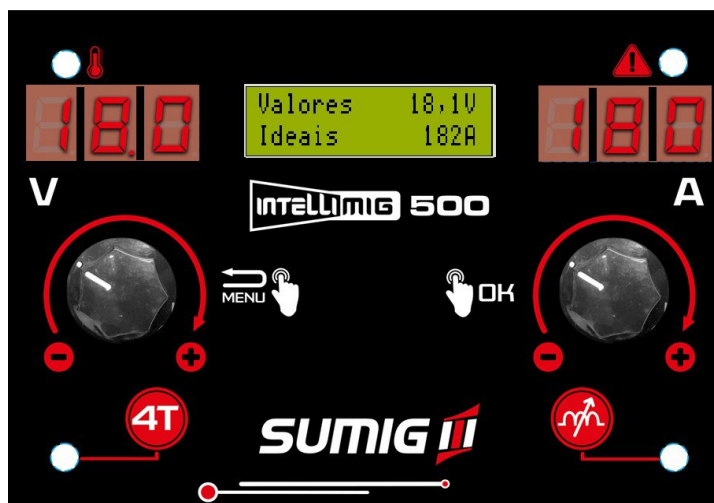 18.0
Valores 18,1V
Ideais 182A
180
V
INTELLIMIG 500
A
MENU
OK
4T
SUMIG